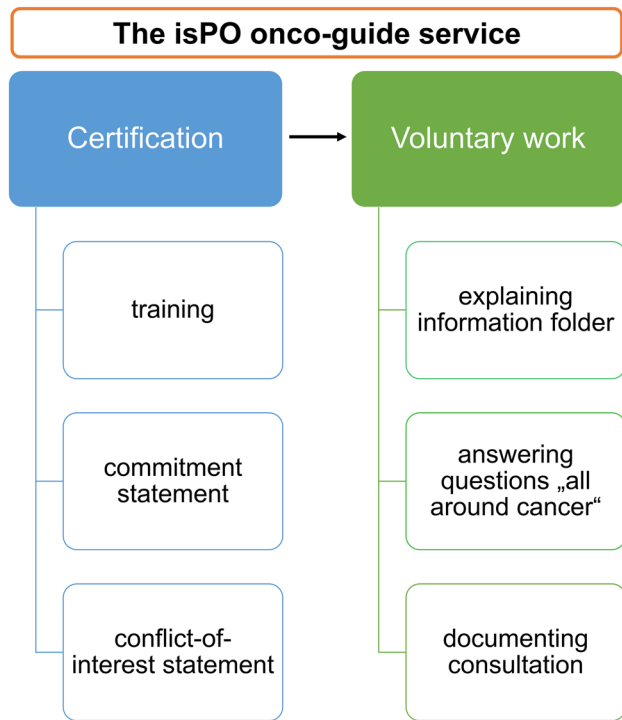 The isPO onco-guide service
Certification
training
commitment
statement
conflict-of-
interest statement
Voluntary work
explaining
information folder
answering
questions „all
around cancer“
documenting
consultation